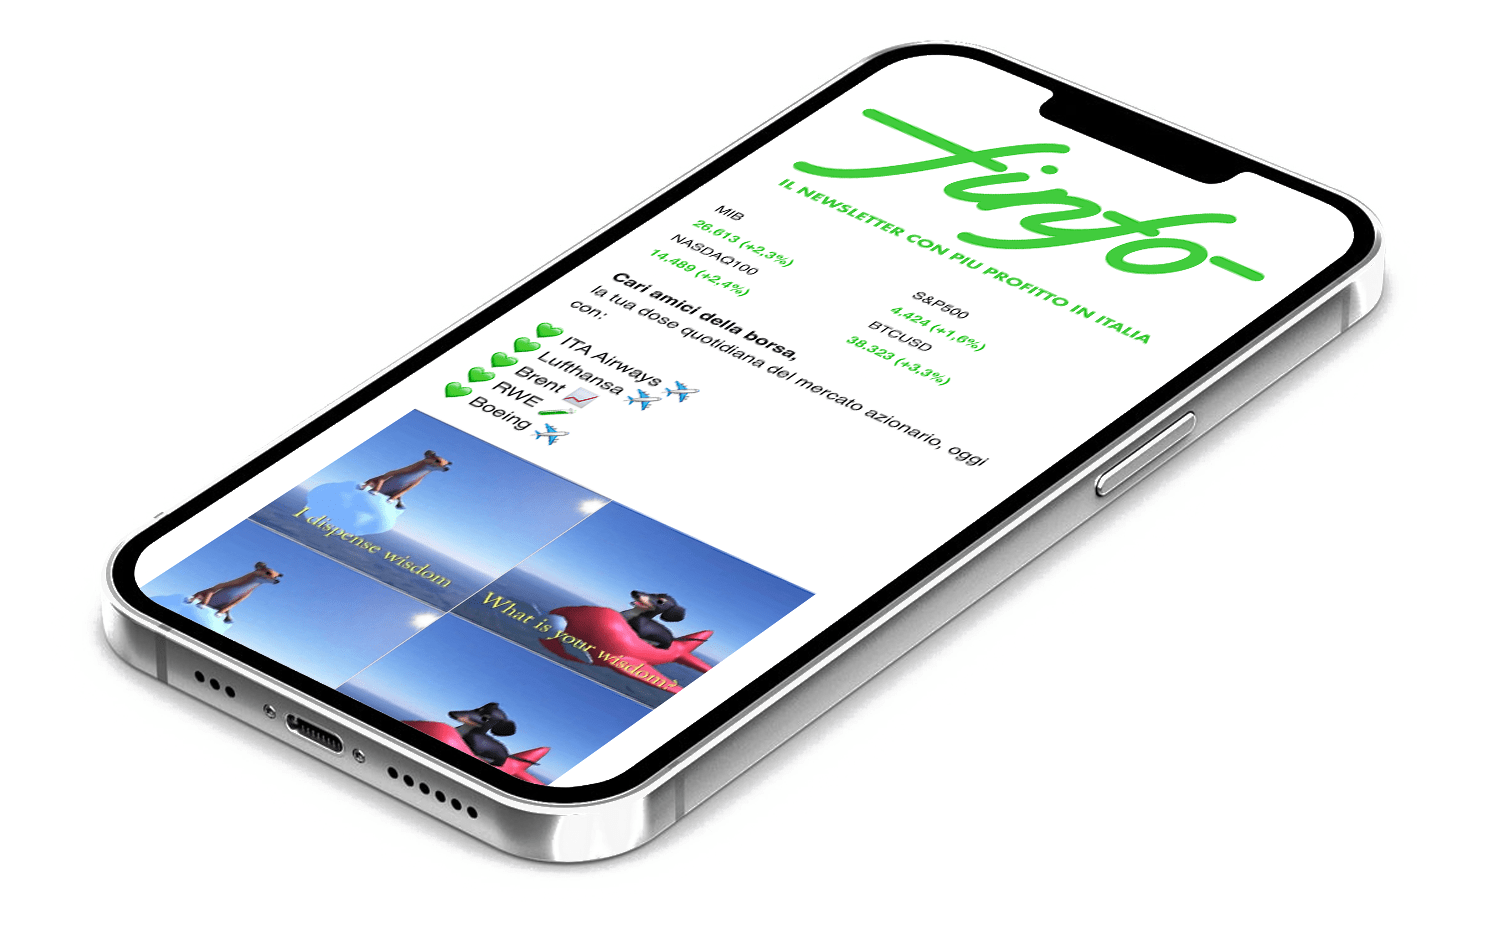 finfo
IL NEWSLETTER CON PIU PROFITTO IN ITALIA
MIB
26.613 (+2,3%)
NASDAQ100
14.489 (+2,4%)
S&P500
4.424 (+1,6%)
BTCUSD
38.323 (+3,3%)
Cari amici della borsa,
la tua dose quotidiana del mercato azionario, oggi
con:
💚 ITA Airways ✈️
💚 Lufthansa ✈️
💚 Brent 📈
💚 RWE 🧪
💚 Boeing ✈️
I dispense wisdom
What is your wisdom?